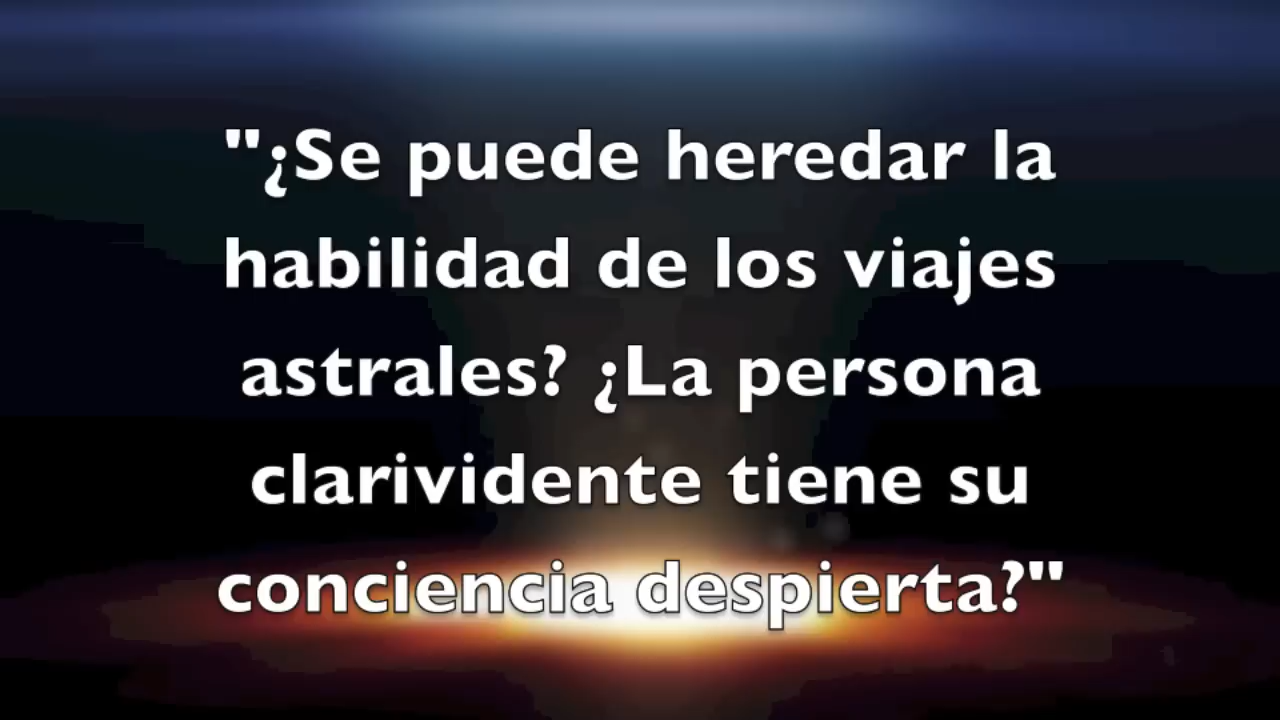 "¿Se puede heredar la
habilidad de los viajes
astrales? ¿La persona
clarividente tiene su
conciencia despierta?"